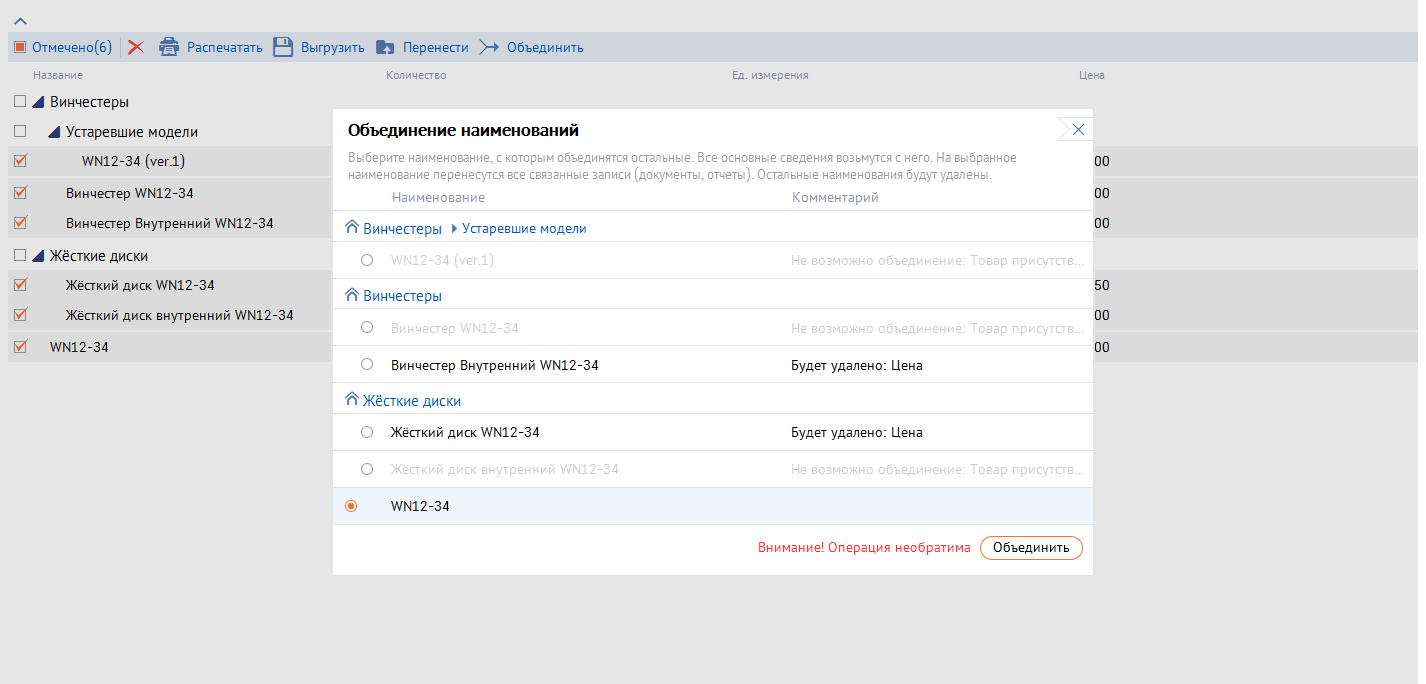 Отмечено(6) Распечатать Выгрузить Перенести Объединить
Название Количество Ед. измерения Цена
Винчестеры
Устаревшие модели
WN12-34 (ver.1) 00
Винчестер WN12-34 00
Винчестер Внутренний WN12-34 00
Жёсткие диски
Жёсткий диск WN12-34 50
Жёсткий диск внутренний WN12-34 00
WN12-34 00
Объединение наименований
Выберите наименование, с которым объединятся остальные. Все основные сведения возьмутся с него. На выбранное
наименование перенесутся все связанные записи (документы, отчеты). Остальные наименования будут удалены.
Наименование Комментарий
Винчестеры Устаревшие модели
WN12-34 (ver.1) Не возможно объединение: Товар присутств...
Винчестеры
Винчестер WN12-34 Не возможно объединение: Товар присутств...
Винчестер Внутренний WN12-34 Будет удалено: Цена
Жёсткие диски
Жёсткий диск WN12-34 Будет удалено: Цена
Жёсткий диск внутренний WN12-34 Не возможно объединение: Товар присутств...
WN12-34
Внимание! Операция необратима Объединить